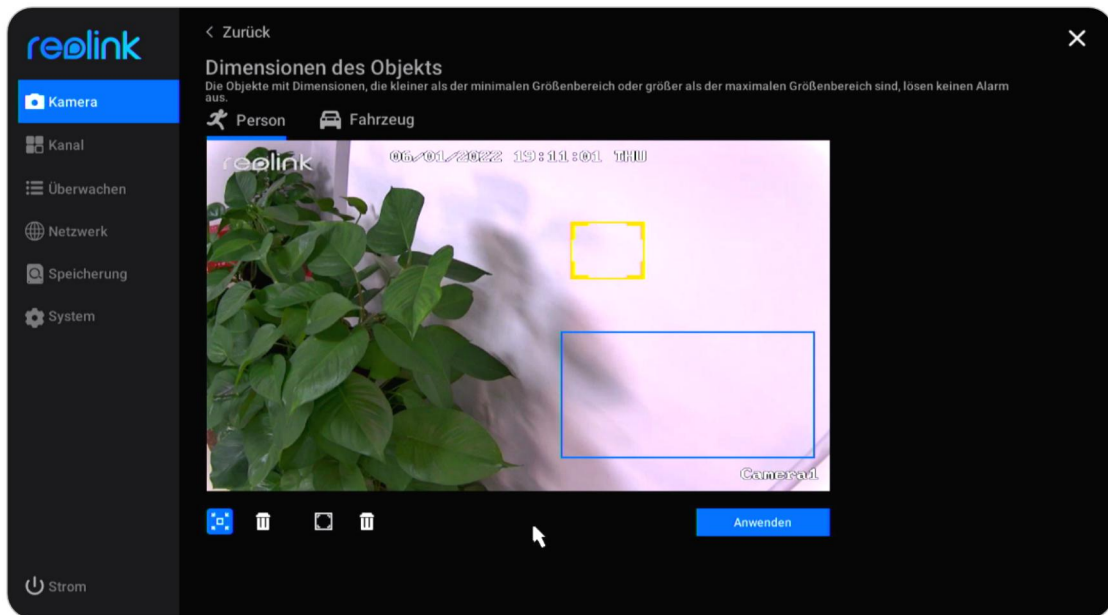 reolink
Zurück
Dimensionen des Objekts
Die Objekte mit Dimensionen, die kleiner als der minimalen Größenbereich oder größer als der maximalen Größenbereich sind, lösen keinen Alarm
aus.
Person
Fahrzeug
Kamera
Kanal
Überwachen
Netzwerk
Speicherung
System
Strom
reolink
06/01/2022 19:11:01 THU
Camera1
Anwenden